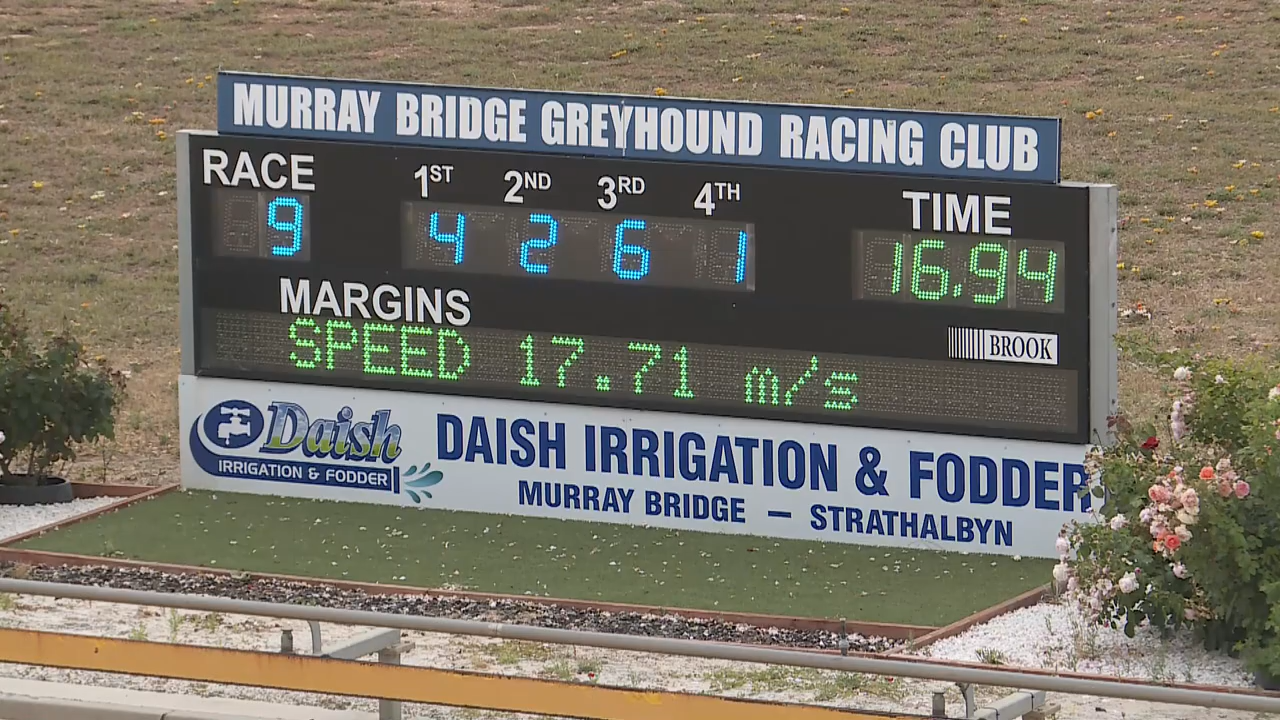 MURRAY BRIDGE GREYHOUND RACING CLUB
RACE 1ST 2ND 3RD 4TH TIME
9 4 2 6 1 16.94
MARGINS
BROOK
SPEED 17.71 m/s
Daish
IRRIGATION & FODDER
DAISH IRRIGATION & FODDER
MURRAY BRIDGE – STRATHALBYN